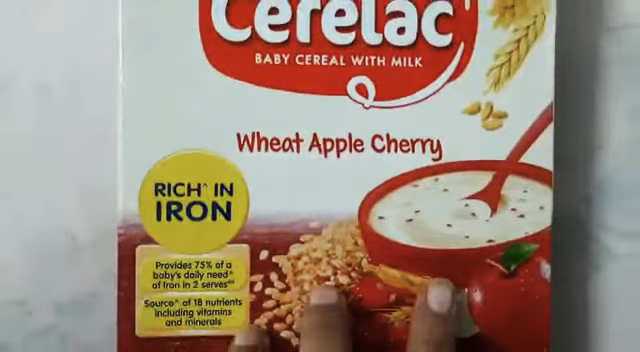 Cerelac
BABY CEREAL WITH MILK
Wheat Apple Cherry
RICH^ IN
IRON
Provides 75% of a
baby's daily need^
of Iron in 2 serves**
Source^ of 18 nutrients
including vitamins
and minerals